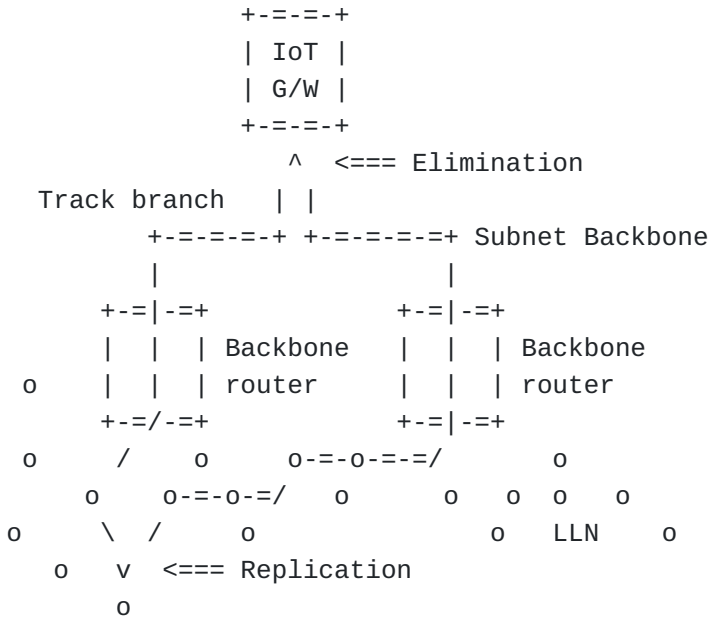 +-=-=-+
| IoT |
| G/W |
+-=-=-+
^  <=== Elimination
Track branch   | |
+-=-=-=-+ +-=-=-=-=+ Subnet Backbone
|                   |
+-=|-=+            +-=|-=+
|  |  | Backbone   |  |  | Backbone
o    |  |  | router     |  |  | router
+-=/-=+            +-=|-=+
o     /    o     o-=-o-=-=/       o
o    o-=-o-=/   o      o   o  o   o
o     \  /     o               o   LLN    o
o   v  <=== Replication
o